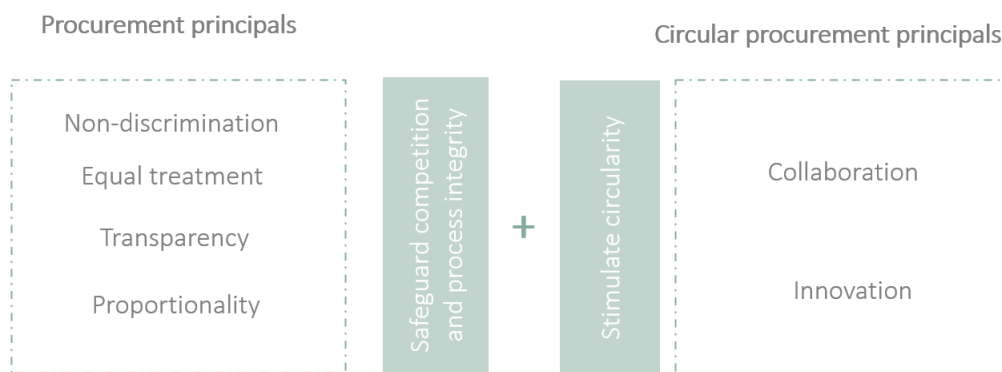 Procurement principals
Circular procurement principals
Non-discrimination
Equal treatment
Transparency
Proportionality
Safeguard competition
and process integrity
+
Stimulate circularity
Collaboration
Innovation